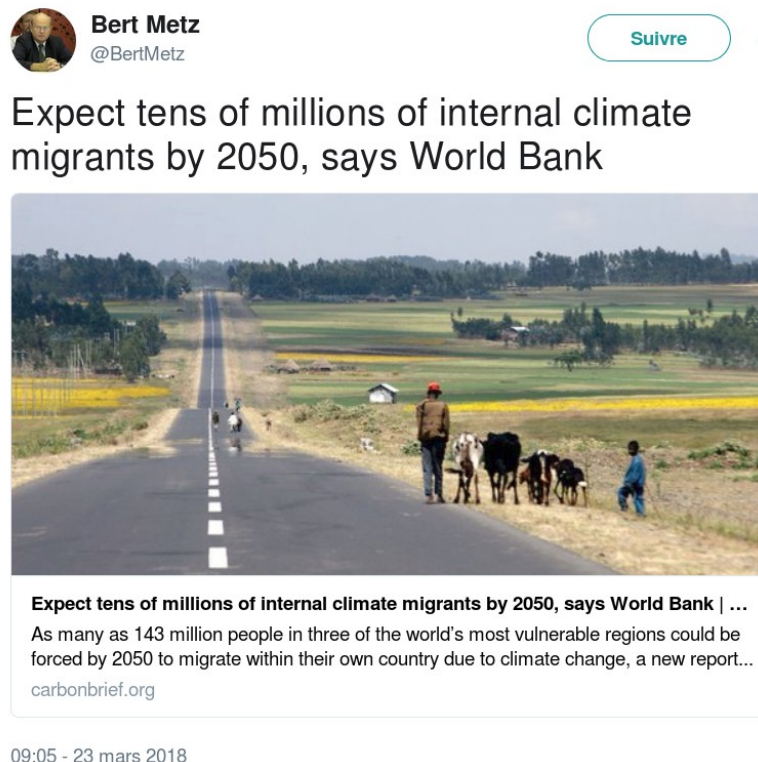 Bert Metz
@BertMetz
Suivre
Expect tens of millions of internal climate
migrants by 2050, says World Bank
Expect tens of millions of internal climate migrants by 2050, says World Bank | ...
As many as 143 million people in three of the world's most vulnerable regions could be
forced by 2050 to migrate within their own country due to climate change, a new report...
carbonbrief.org
09:05 - 23 mars 2018